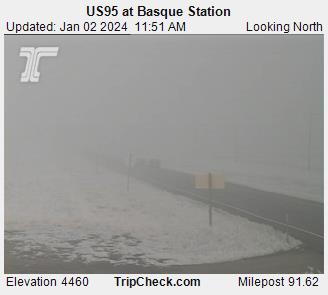 US95 at Basque Station
Updated: Jan 02 2024 11:51 AM Looking North
Elevation 4460 TripCheck.com Milepost 91.62